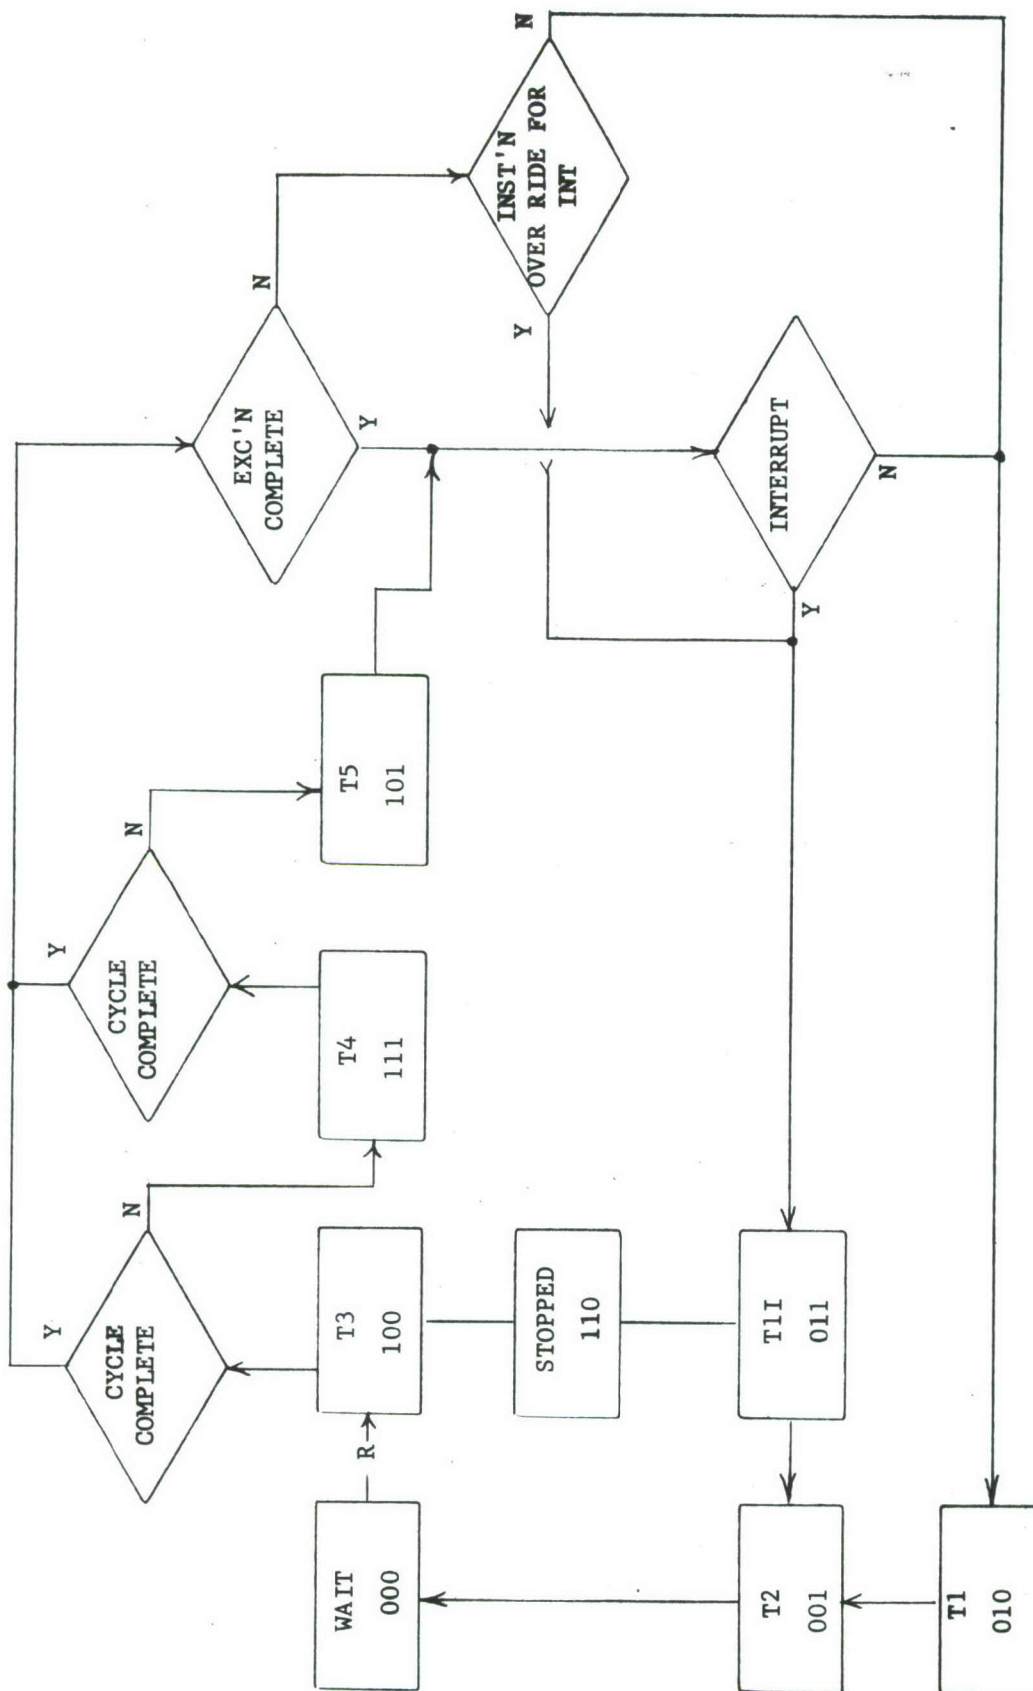 CYCLE
COMPLETE
Y
N
CYCLE
COMPLETE
Y
N
EXC'N
COMPLETE
N
Y
INST'N
OVER RIDE FOR
INT
N
Y
WAIT
000
R
T3
100
T4
111
T5
101
STOPPED
110
T2
001
T1I
011
INTERRUPT
Y
N
T1
010